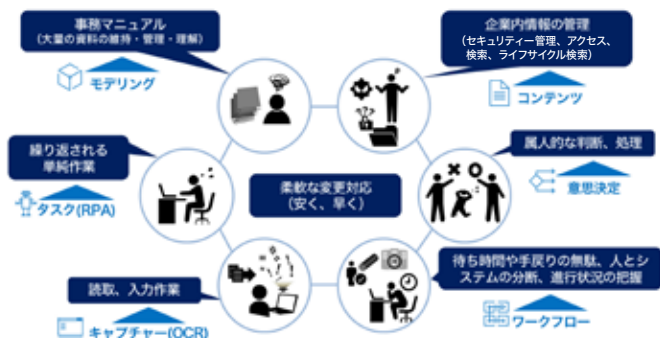 事務マニュアル
(大量の資料の維持・管理・理解)
モデリング
企業内情報の管理
(セキュリティー管理、アクセス、
検索、ライフサイクル検索)
コンテンツ
繰り返される
単純作業
タスク(RPA)
柔軟な変更対応
(安く、早く)
属人的な判断、処理
意思決定
読取、入力作業
キャプチャー(OCR)
待ち時間や手戻りの無駄、人とシ
ステムの分断、進行状況の把握
ワークフロー